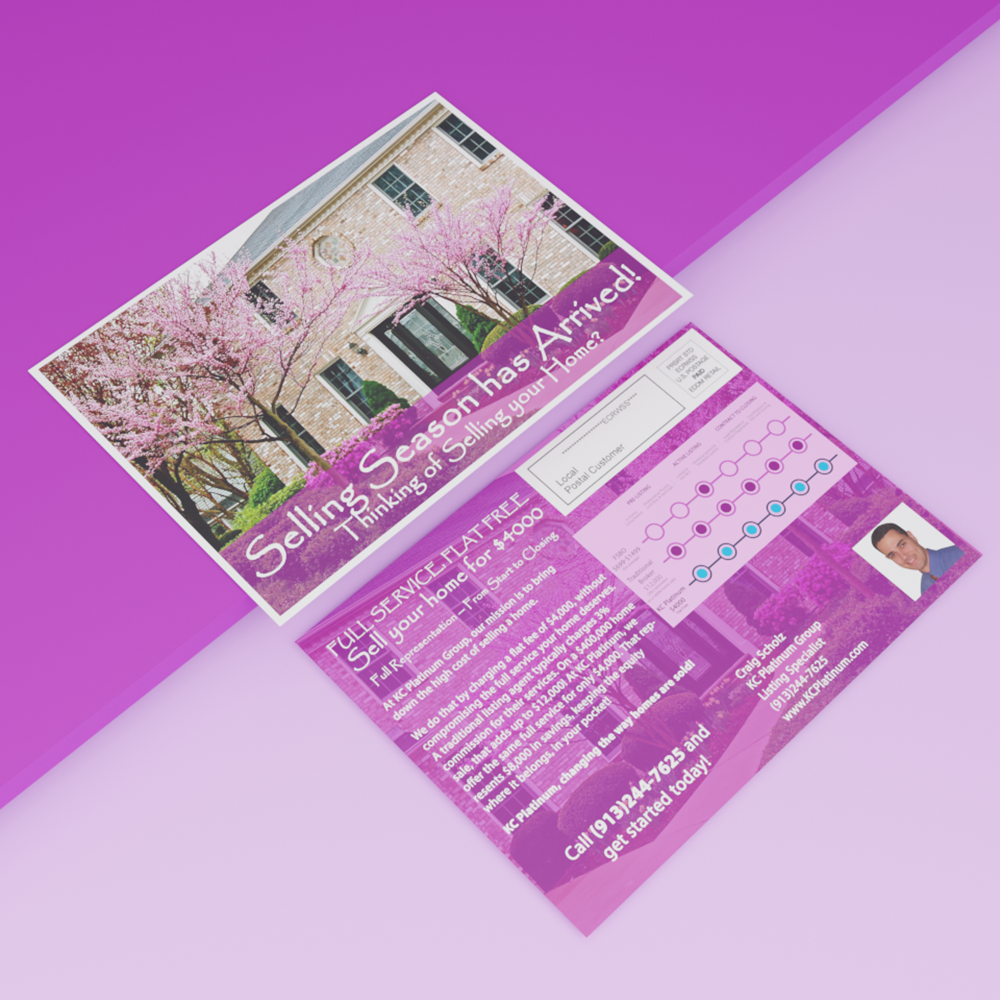 Selling Season has Arrived!
Thinking of Selling your Home?
PRSRT STD
ECRWSS
U.S. POSTAGE
PAID
EDDM RETAIL
Local
Postal Customer
PRE LISTING
ACTIVE LISTING
CONTRACT TO CLOSING
FSBO
Traditional
Broker
KC Platinum
$4000
FULL SERVICE, FLAT FREE
Sell your home for $4000
Full Representation—From Start to Closing
At KC Platinum Group, our mission is to bring
down the high cost of selling a home.
We do that by charging a flat fee of $4,000, without
compromising the full service your home deserves.
A traditional listing agent typically charges 3%
commission for their services. On a $400,000 home
sale, that adds up to $12,000! At KC Platinum, we
offer the same full service for only $4,000. That rep-
resents $8,000 in savings, keeping the equity
where it belongs, in your pocket
KC Platinum, changing the way homes are sold!
Call (913)244-7625 and
get started today!
Craig Scholz
KC Platinum Group
Listing Specialist
(913)244-7625
www.KCPlatinum.com